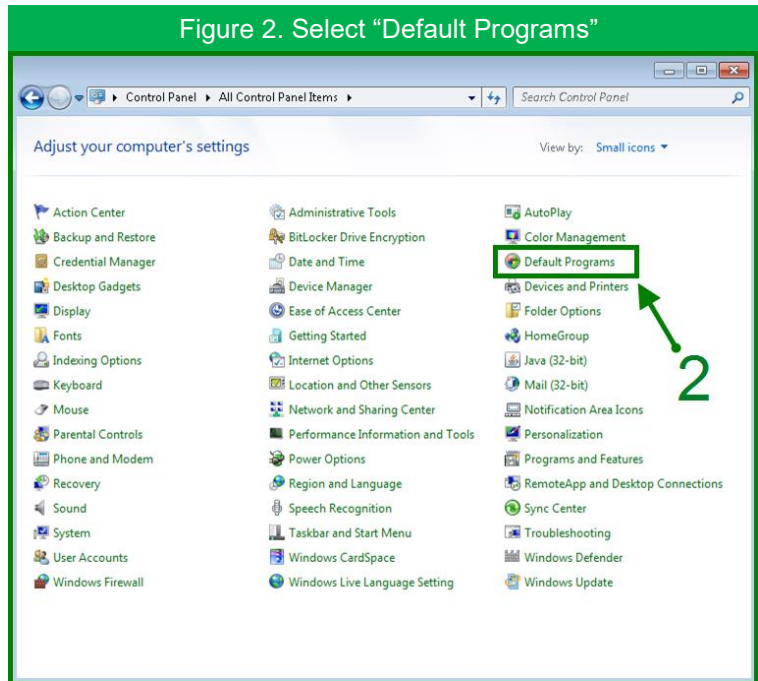 Figure 2. Select “Default Programs”
Control Panel
All Control Panel Items
Search Control Panel
Adjust your computer's settings
View by: Small icons
Action Center
Administrative Tools
AutoPlay
Backup and Restore
BitLocker Drive Encryption
Color Management
Credential Manager
Date and Time
Default Programs
Desktop Gadgets
Device Manager
Devices and Printers
Display
Ease of Access Center
Folder Options
Fonts
Getting Started
HomeGroup
Indexing Options
Internet Options
Java (32-bit)
Keyboard
Location and Other Sensors
Mail (32-bit)
2
Mouse
Network and Sharing Center
Notification Area Icons
Parental Controls
Performance Information and Tools
Personalization
Phone and Modem
Power Options
Programs and Features
Recovery
Region and Language
RemoteApp and Desktop Connections
Sound
Speech Recognition
Sync Center
System
Taskbar and Start Menu
Troubleshooting
User Accounts
Windows CardSpace
Windows Defender
Windows Firewall
Windows Live Language Setting
Windows Update